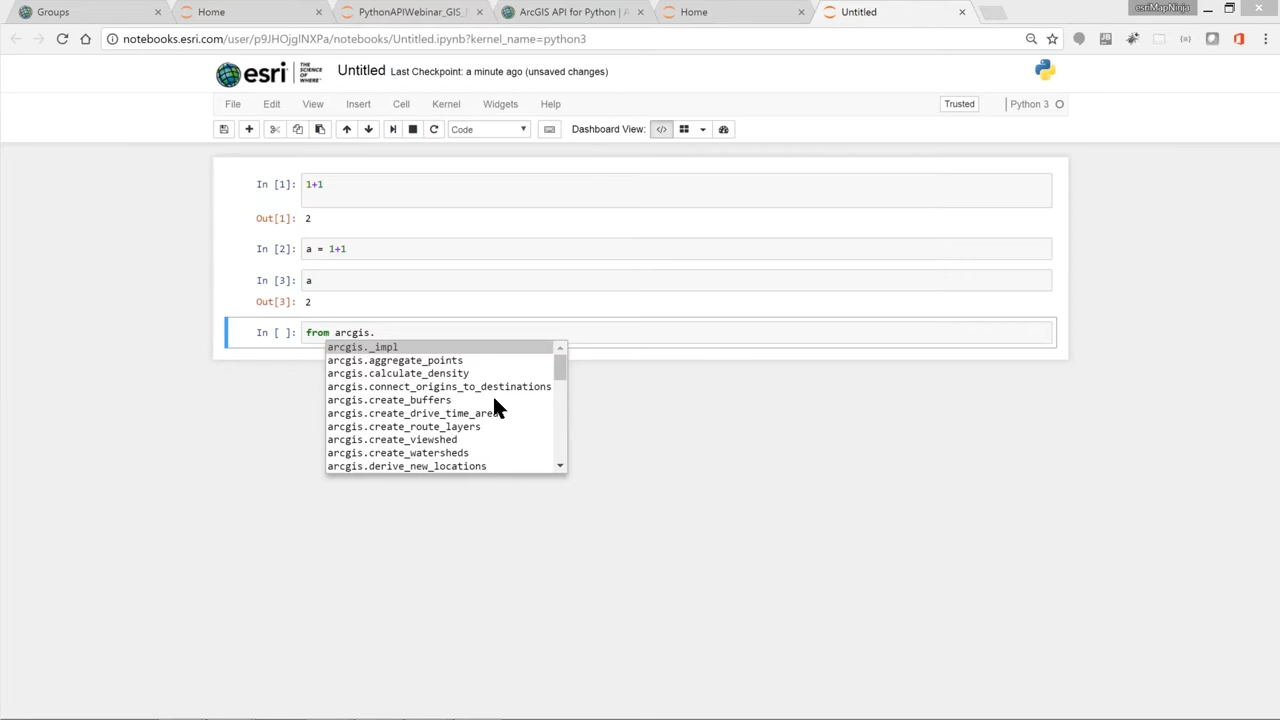 Groups
Home
PythonAPIWebinar_GIS_
ArcGIS API for Python | A
Home
Untitled
esriMapNinja
notebooks.esri.com/user/p9JHOjglNXPa/notebooks/Untitled.ipynb?kernel_name=python3
esri THE SCIENCE OF WHERE™ Untitled Last Checkpoint: a minute ago (unsaved changes)
File Edit View Insert Cell Kernel Widgets Help Trusted Python 3
Code Dashboard View:
In [1]: 1+1
Out[1]: 2
In [2]: a = 1+1
In [3]: a
Out[3]: 2
In [ ]: from arcgis.
arcgis._impl
arcgis.aggregate_points
arcgis.calculate_density
arcgis.connect_origins_to_destinations
arcgis.create_buffers
arcgis.create_drive_time_area
arcgis.create_route_layers
arcgis.create_viewshed
arcgis.create_watersheds
arcgis.derive_new_locations